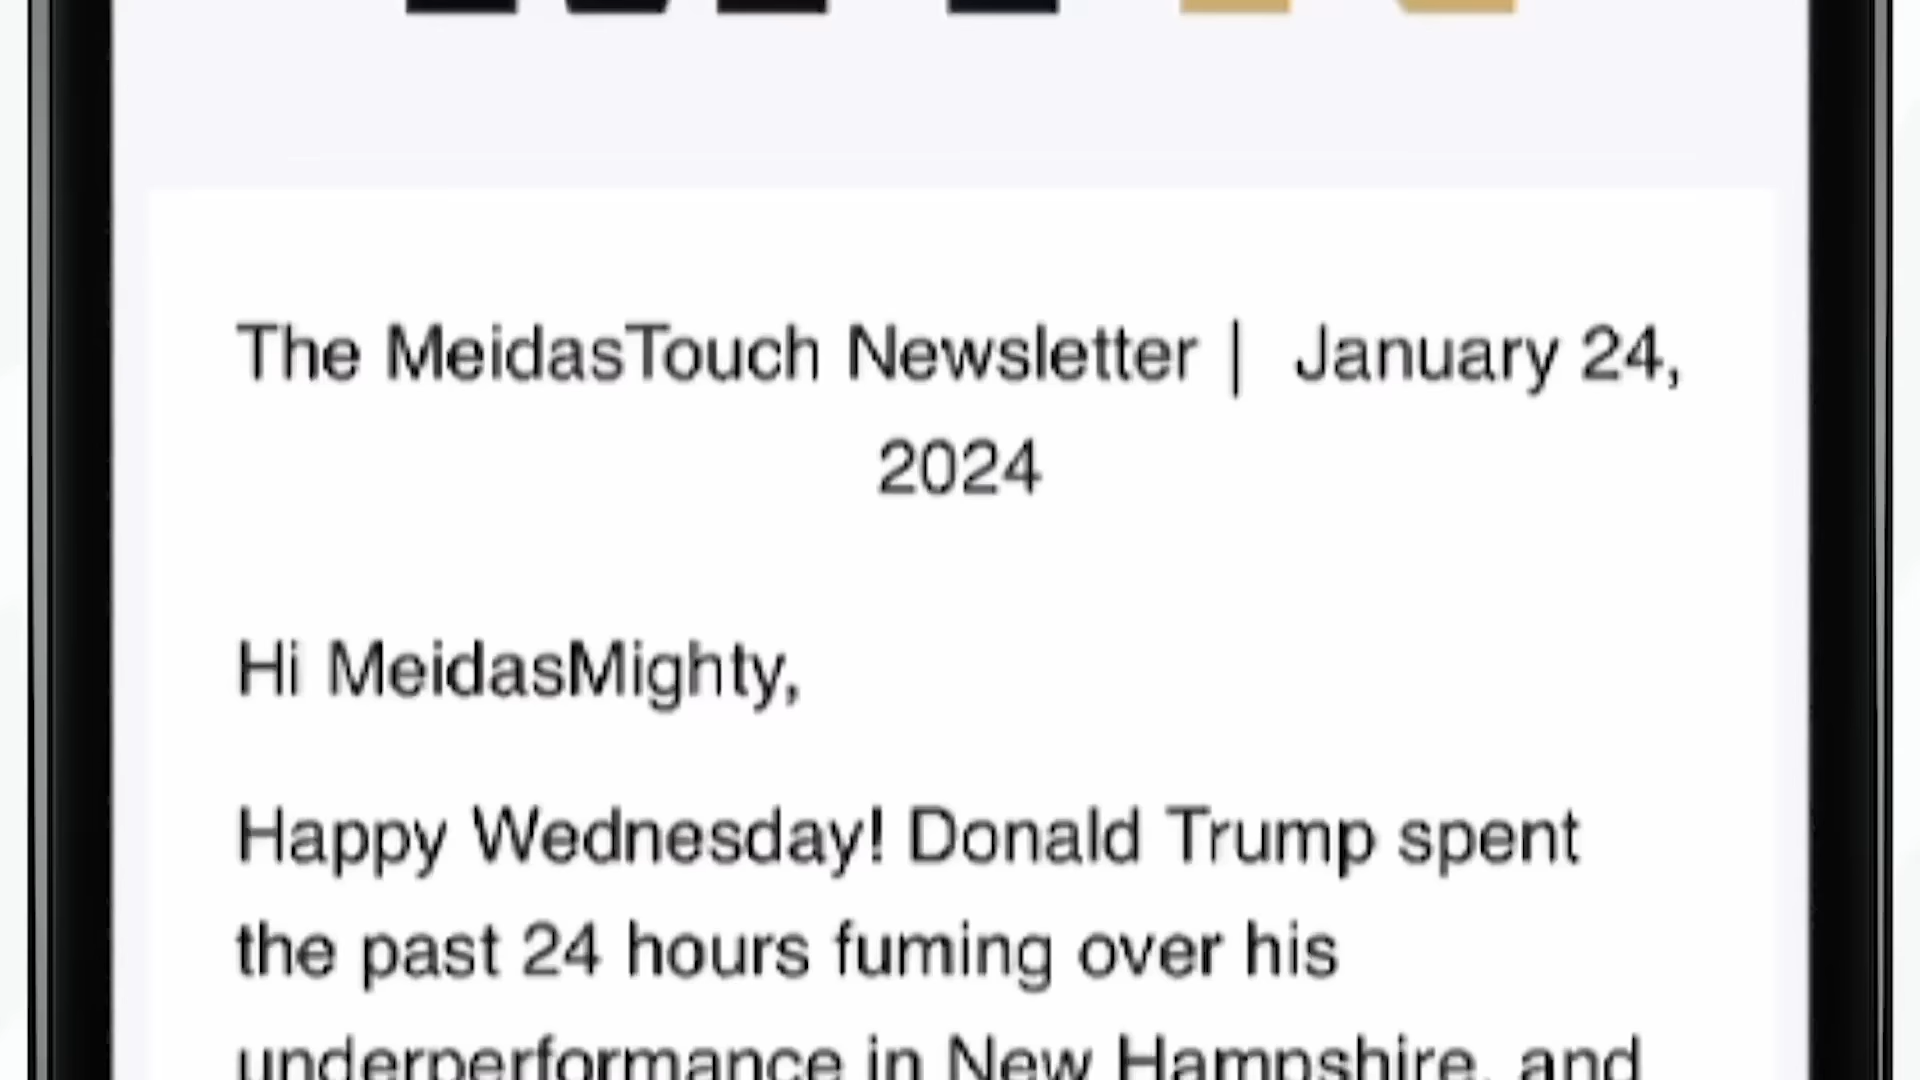 The MeidasTouch Newsletter | January 24,
2024
Hi MeidasMighty,
Happy Wednesday! Donald Trump spent
the past 24 hours fuming over his
underperformance in New Hampshire, and